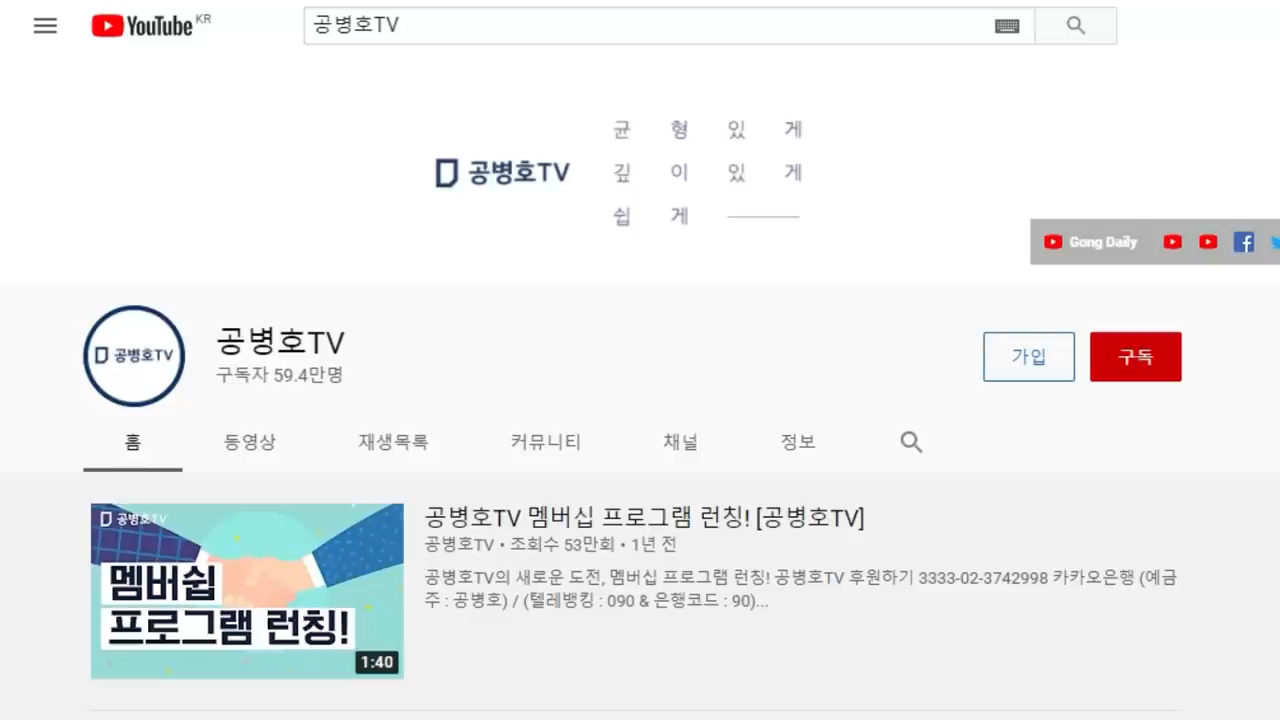 YouTube KR
공병호TV
균 형 있 게
공병호TV
깊 이 있 게
쉽 게
Gong Daily
공병호TV
공병호TV
구독자 59.4만명
가입
구독
홈 동영상 재생목록 커뮤니티 채널 정보
공병호TV
멤버쉽
프로그램 런칭!
1:40
공병호TV 멤버십 프로그램 런칭! [공병호TV]
공병호TV • 조회수 53만회 • 1년 전
공병호TV의 새로운 도전, 멤버십 프로그램 런칭! 공병호TV 후원하기 3333-02-3742998 카카오은행 (예금
주 : 공병호) / (텔레뱅킹 : 090 & 은행코드 : 90)...